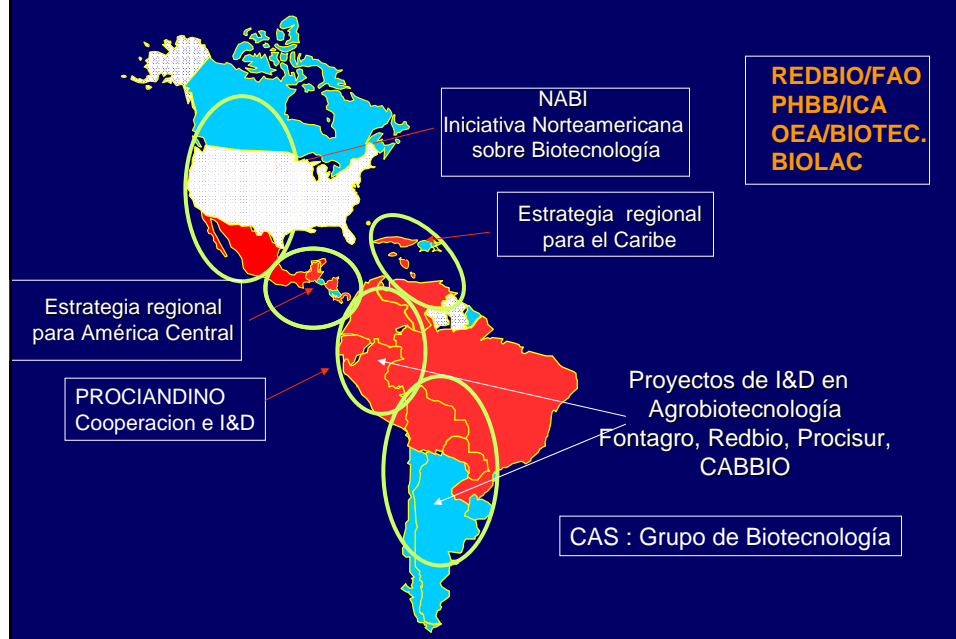 NABI
Iniciativa Norteamericana
sobre Biotecnología
REDBIO/FAO
PHBB/ICA
OEA/BIOTEC.
BIOLAC
Estrategia regional
para el Caribe
Estrategia regional
para América Central
PROCIANDINO
Cooperacion e I&D
Proyectos de I&D en
Agrobiotecnología
Fontagro, Redbio, Procisur,
CABBIO
CAS : Grupo de Biotecnología